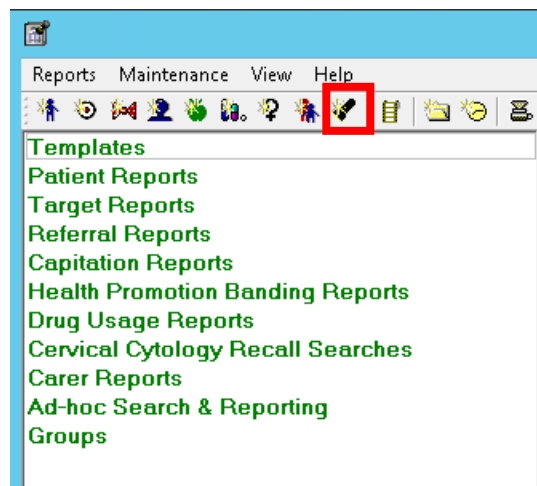 Reports Maintenance View Help
Templates
Patient Reports
Target Reports
Referral Reports
Capitation Reports
Health Promotion Banding Reports
Drug Usage Reports
Cervical Cytology Recall Searches
Carer Reports
Ad-hoc Search & Reporting
Groups